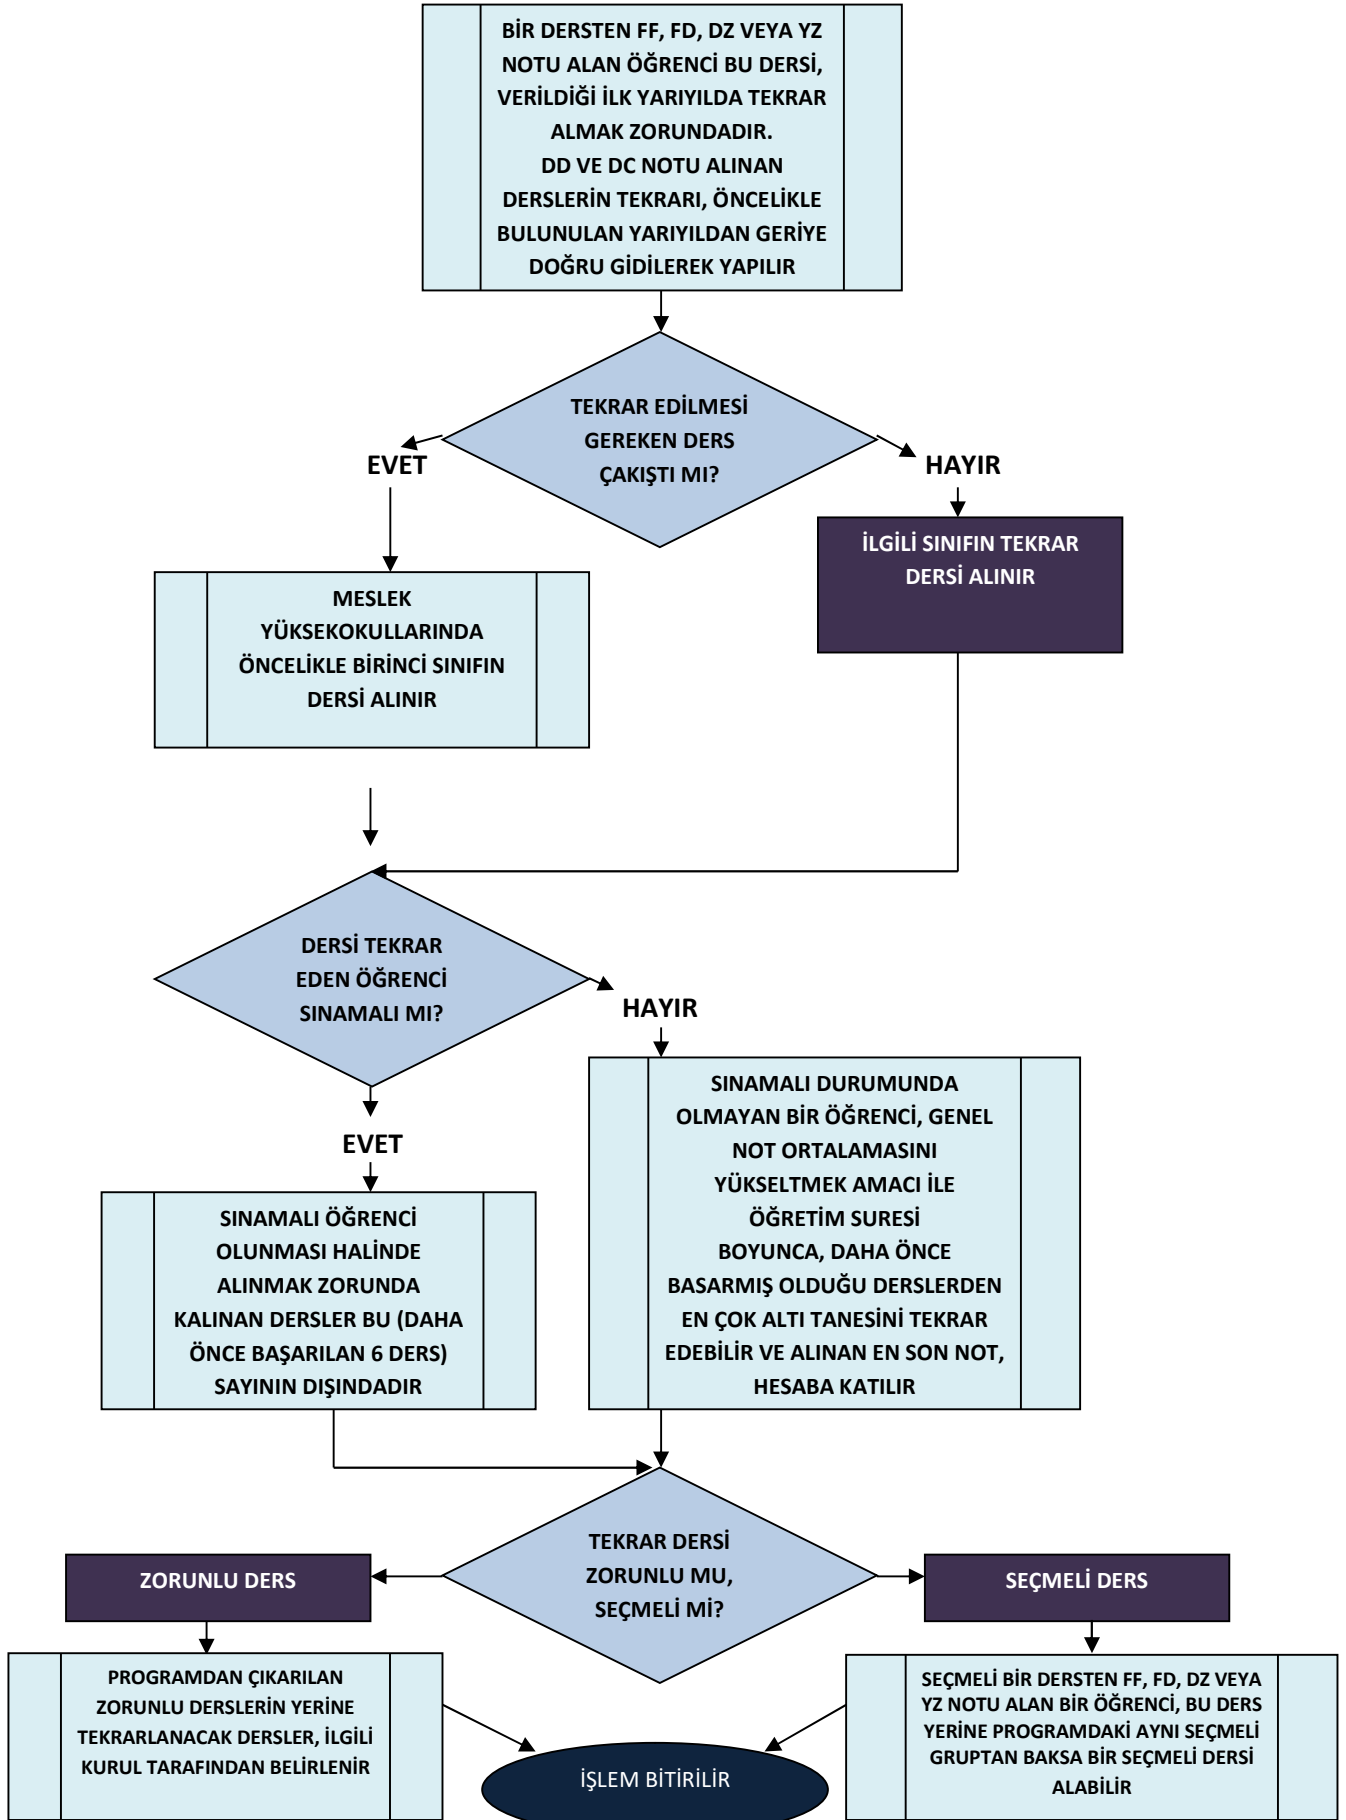 BİR DERSTEN FF, FD, DZ VEYA YZ
NOTU ALAN ÖĞRENCİ BU DERSİ,
VERİLDİĞİ İLK YARIYILDA TEKRAR
ALMAK ZORUNDADIR.
DD VE DC NOTU ALINAN
DERSLERİN TEKRARI, ÖNCELİKLE
BULUNULAN YARIYILDAN GERİYE
DOĞRU GİDİLEREK YAPILIR
TEKRAR EDİLMESİ
GEREKEN DERS
ÇAKIŞTI MI?
EVET
HAYIR
İLGİLİ SINIFIN TEKRAR
DERSİ ALINIR
MESLEK
YÜKSEKOKULLARINDA
ÖNCELİKLE BİRİNCİ SINIFIN
DERSİ ALINIR
DERSİ TEKRAR
EDEN ÖĞRENCİ
SINAMALI MI?
HAYIR
EVET
SINAMALI DURUMUNDA
OLMAYAN BİR ÖĞRENCİ, GENEL
NOT ORTALAMASINI
YÜKSELTMEK AMACI İLE
ÖĞRETİM SURESİ
BOYUNCA, DAHA ÖNCE
BASARMIŞ OLDUĞU DERSLERDEN
EN ÇOK ALTI TANESİNİ TEKRAR
EDEBİLİR VE ALINAN EN SON NOT,
HESABA KATILIR
SINAMALI ÖĞRENCİ
OLUNMASI HALİNDE
ALINMAK ZORUNDA
KALINAN DERSLER BU (DAHA
ÖNCE BAŞARILAN 6 DERS)
SAYININ DIŞINDADIR
TEKRAR DERSİ
ZORUNLU MU,
SEÇMELİ Mİ?
ZORUNLU DERS
SEÇMELİ DERS
PROGRAMDAN ÇIKARILAN
ZORUNLU DERSLERİN YERİNE
TEKRARLANACAK DERSLER, İLGİLİ
KURUL TARAFINDAN BELİRLENİR
SEÇMELİ BİR DERSTEN FF, FD, DZ VEYA
YZ NOTU ALAN BİR ÖĞRENCİ, BU DERS
YERİNE PROGRAMDAKİ AYNI SEÇMELİ
GRUPTAN BAKSA BİR SEÇMELİ DERSİ
ALABİLİR
İŞLEM BİTİRİLİR